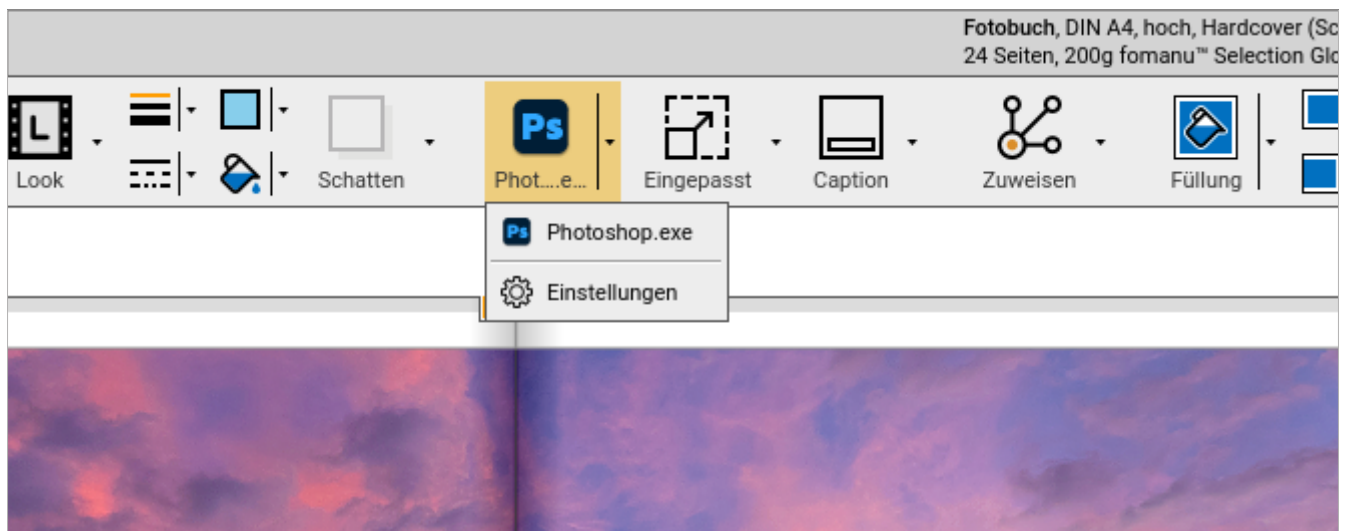 Fotobuch, DIN A4, hoch, Hardcover (Sc
24 Seiten, 200g fomanu™ Selection Glo
L
Ps
Look
Schatten
Phot....e...
Eingepasst
Caption
Zuweisen
Füllung
Ps Photoshop.exe
Einstellungen